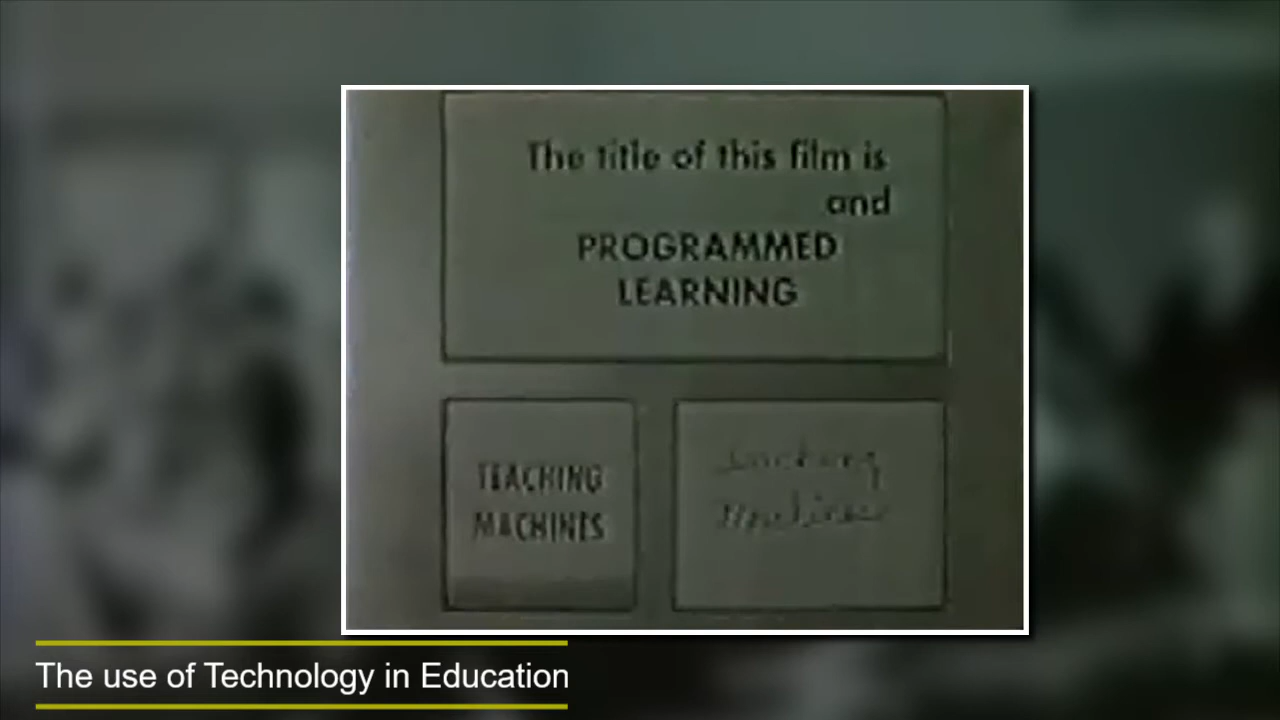 The title of this film is
and
PROGRAMMED
LEARNING
TEACHING
MACHINES
The use of Technology in Education